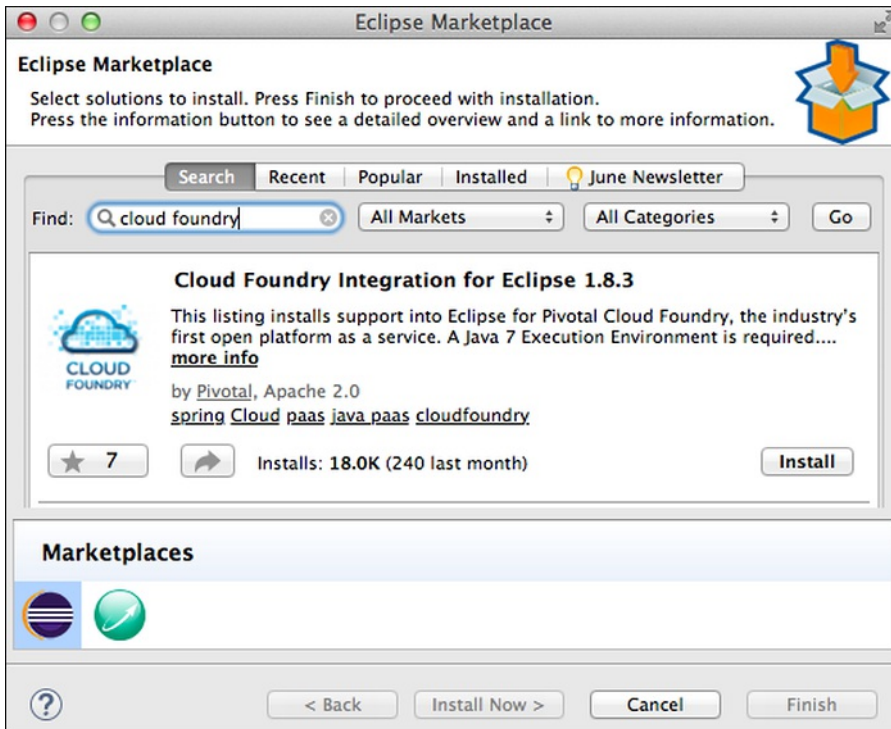 Eclipse Marketplace
Eclipse Marketplace
Select solutions to install. Press Finish to proceed with installation.
Press the information button to see a detailed overview and a link to more information.
Search Recent Popular Installed June Newsletter
Find: cloud foundry All Markets All Categories Go
Cloud Foundry Integration for Eclipse 1.8.3
This listing installs support into Eclipse for Pivotal Cloud Foundry, the industry's
first open platform as a service. A Java 7 Execution Environment is required....
more info
CLOUD
FOUNDRY
by Pivotal, Apache 2.0
spring Cloud paas java paas cloudfoundry
7 Installs: 18.0K (240 last month) Install
Marketplaces
? < Back Install Now > Cancel Finish